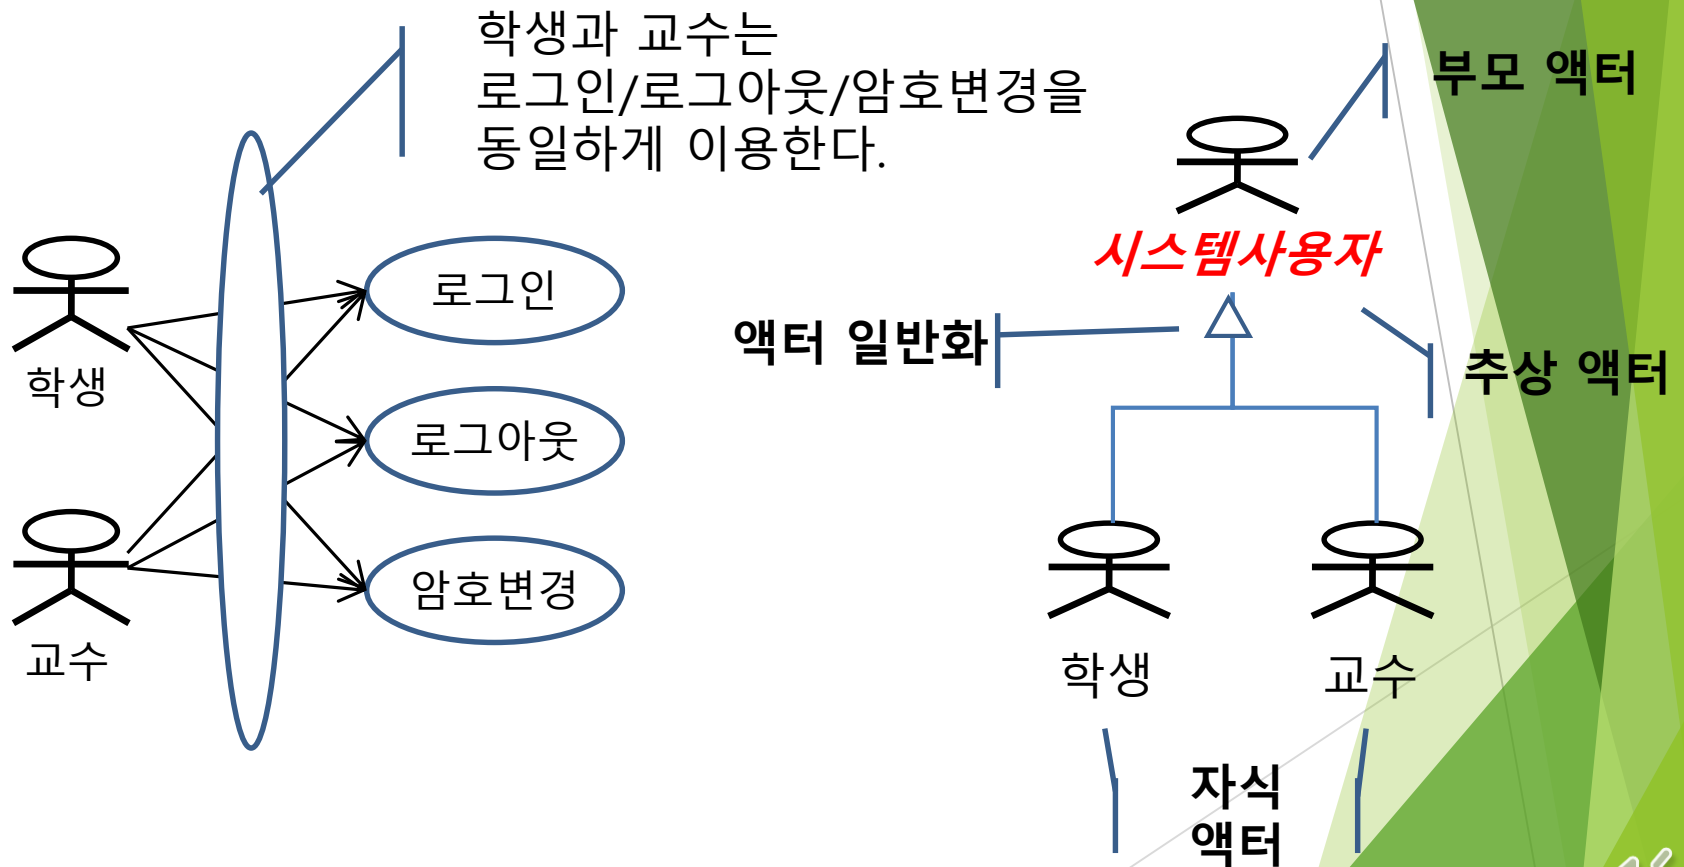 학생과 교수는
로그인/로그아웃/암호변경을
동일하게 이용한다.
부모 액터
시스템사용자
로그인
액터 일반화
추상 액터
학생
로그아웃
암호변경
교수
학생
교수
자식
액터